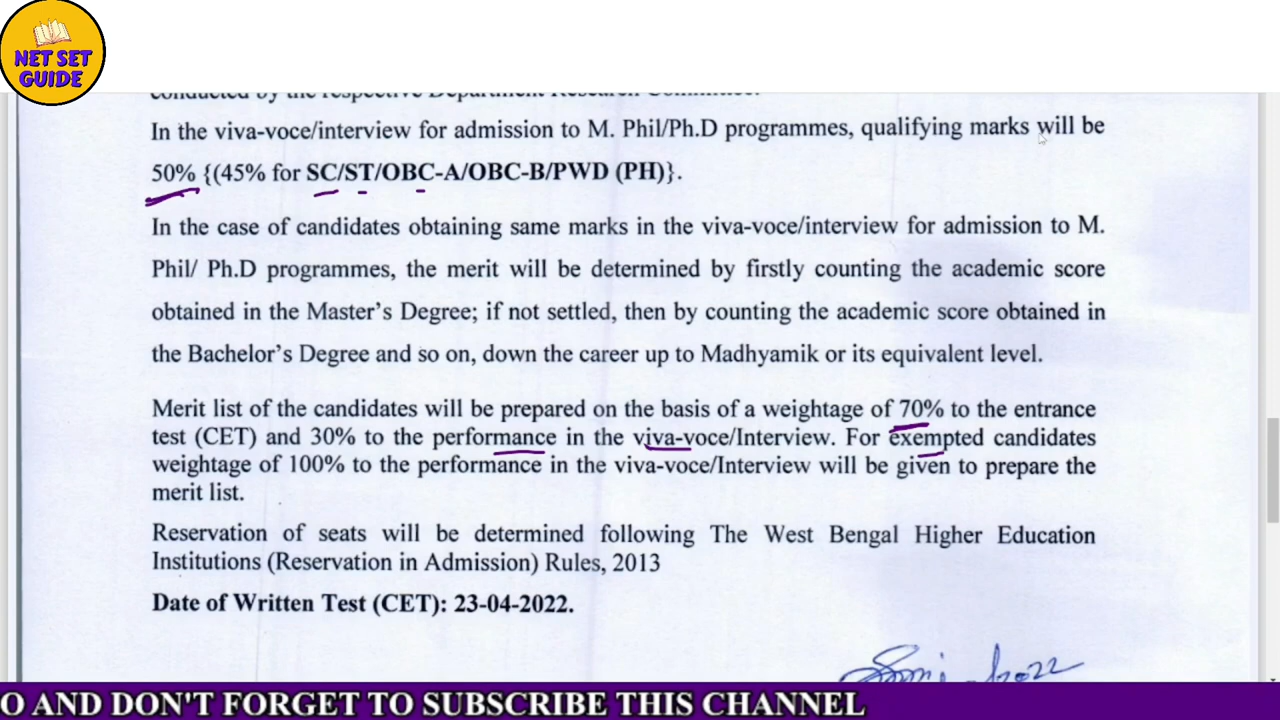 NET SET
GUIDE
conducted by the respective Department Research Committee.
In the viva-voce/interview for admission to M. Phil/Ph.D programmes, qualifying marks will be
50% {(45% for SC/ST/OBC-A/OBC-B/PWD (PH)}.
In the case of candidates obtaining same marks in the viva-voce/interview for admission to M.
Phil/ Ph.D programmes, the merit will be determined by firstly counting the academic score
obtained in the Master's Degree; if not settled, then by counting the academic score obtained in
the Bachelor's Degree and so on, down the career up to Madhyamik or its equivalent level.
Merit list of the candidates will be prepared on the basis of a weightage of 70% to the entrance
test (CET) and 30% to the performance in the viva-voce/Interview. For exempted candidates
weightage of 100% to the performance in the viva-voce/Interview will be given to prepare the
merit list.
Reservation of seats will be determined following The West Bengal Higher Education
Institutions (Reservation in Admission) Rules, 2013
Date of Written Test (CET): 23-04-2022.
O AND DON'T FORGET TO SUBSCRIBE THIS CHANNEL